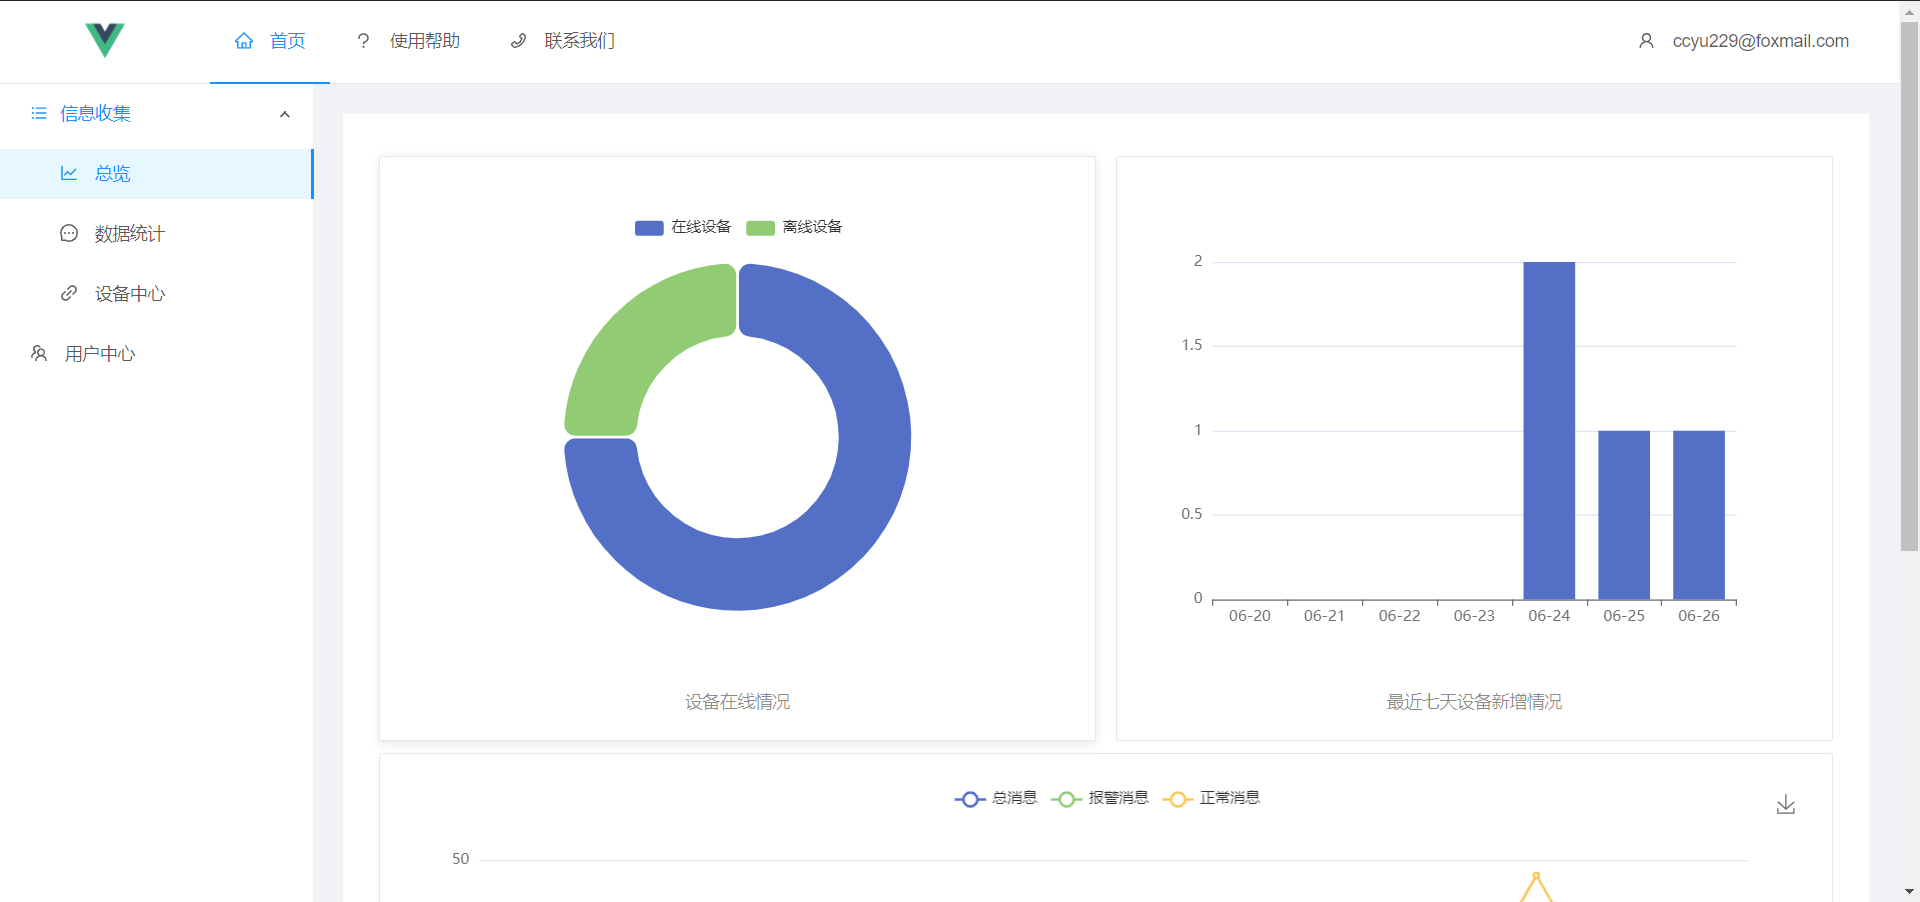 首页
使用帮助
联系我们
ccyu229@foxmail.com
信息收集
总览
数据统计
设备中心
用户中心
在线设备 离线设备
设备在线情况
2
1.5
1
0.5
0
06-20 06-21 06-22 06-23 06-24 06-25 06-26
最近七天设备新增情况
总消息 报警消息 正常消息
50